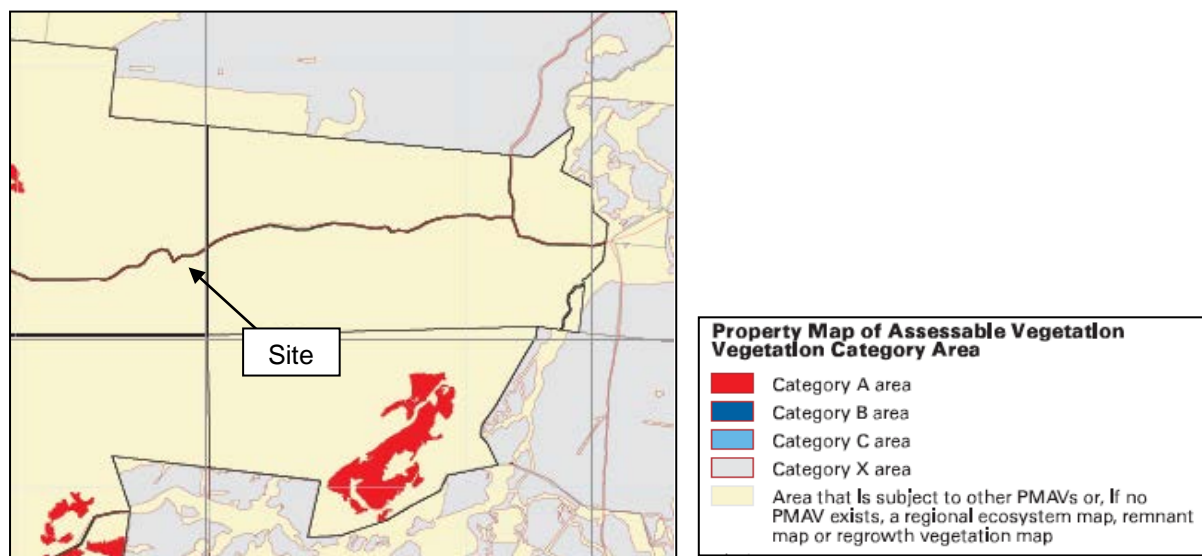 Site
Property Map of Assessable Vegetation
Vegetation Category Area
Category A area
Category B area
Category C area
Category X area
Area that Is subject to other PMAVs or, If no
PMAV exists, a regional ecosystem map, remnant
map or regrowth vegetation map